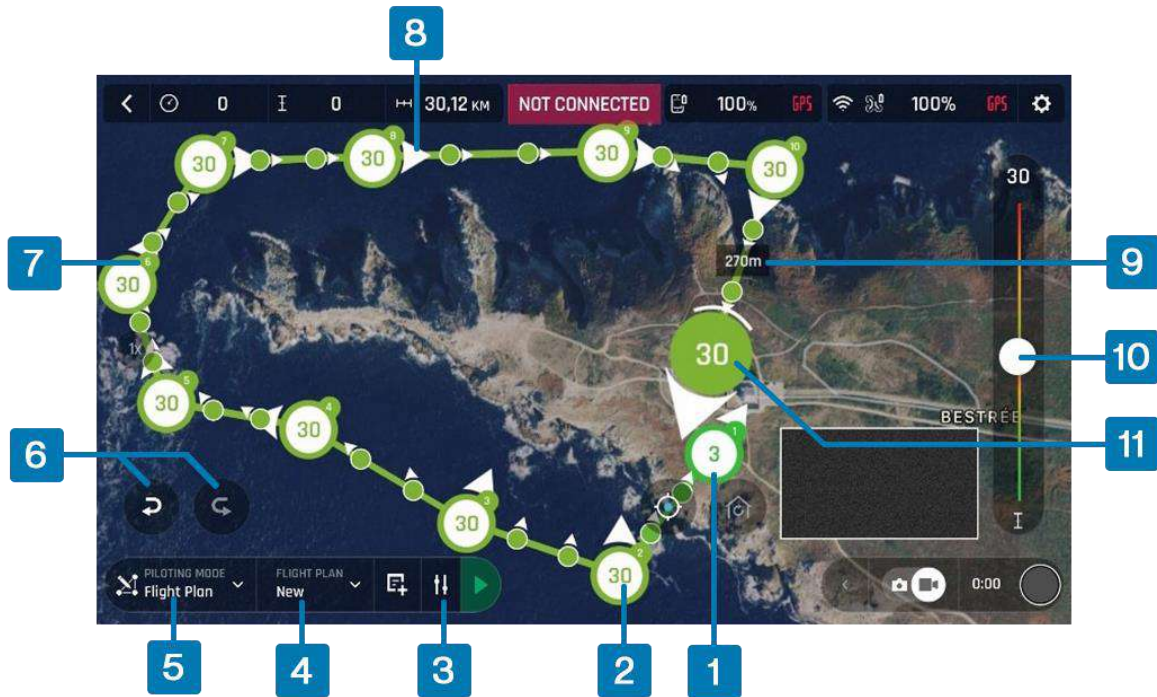 8
0 0 30,12 KM NOT CONNECTED 100% GPS 100% GPS
7 8 9 10
30 30 30 30
30
7
6
30
270m
9
30
10
1X
5
30
4
30
BESTRÉE
11
1
3
6
3
30
2
30
PILOTING MODE
Flight Plan
FLIGHT PLAN
New
0:00
5 4 3 2 1